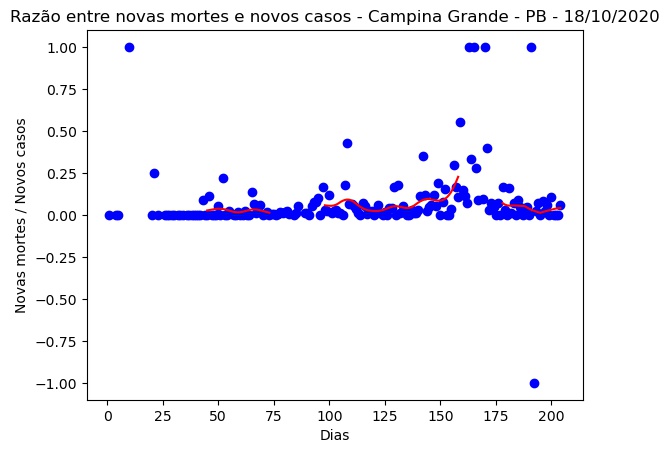 Razão entre novas mortes e novos casos - Campina Grande - PB - 18/10/2020
1.00
0.75
0.50
0.25
0.00
−0.25
−0.50
−0.75
−1.00
Novas mortes / Novos casos
0 25 50 75 100 125 150 175 200
Dias